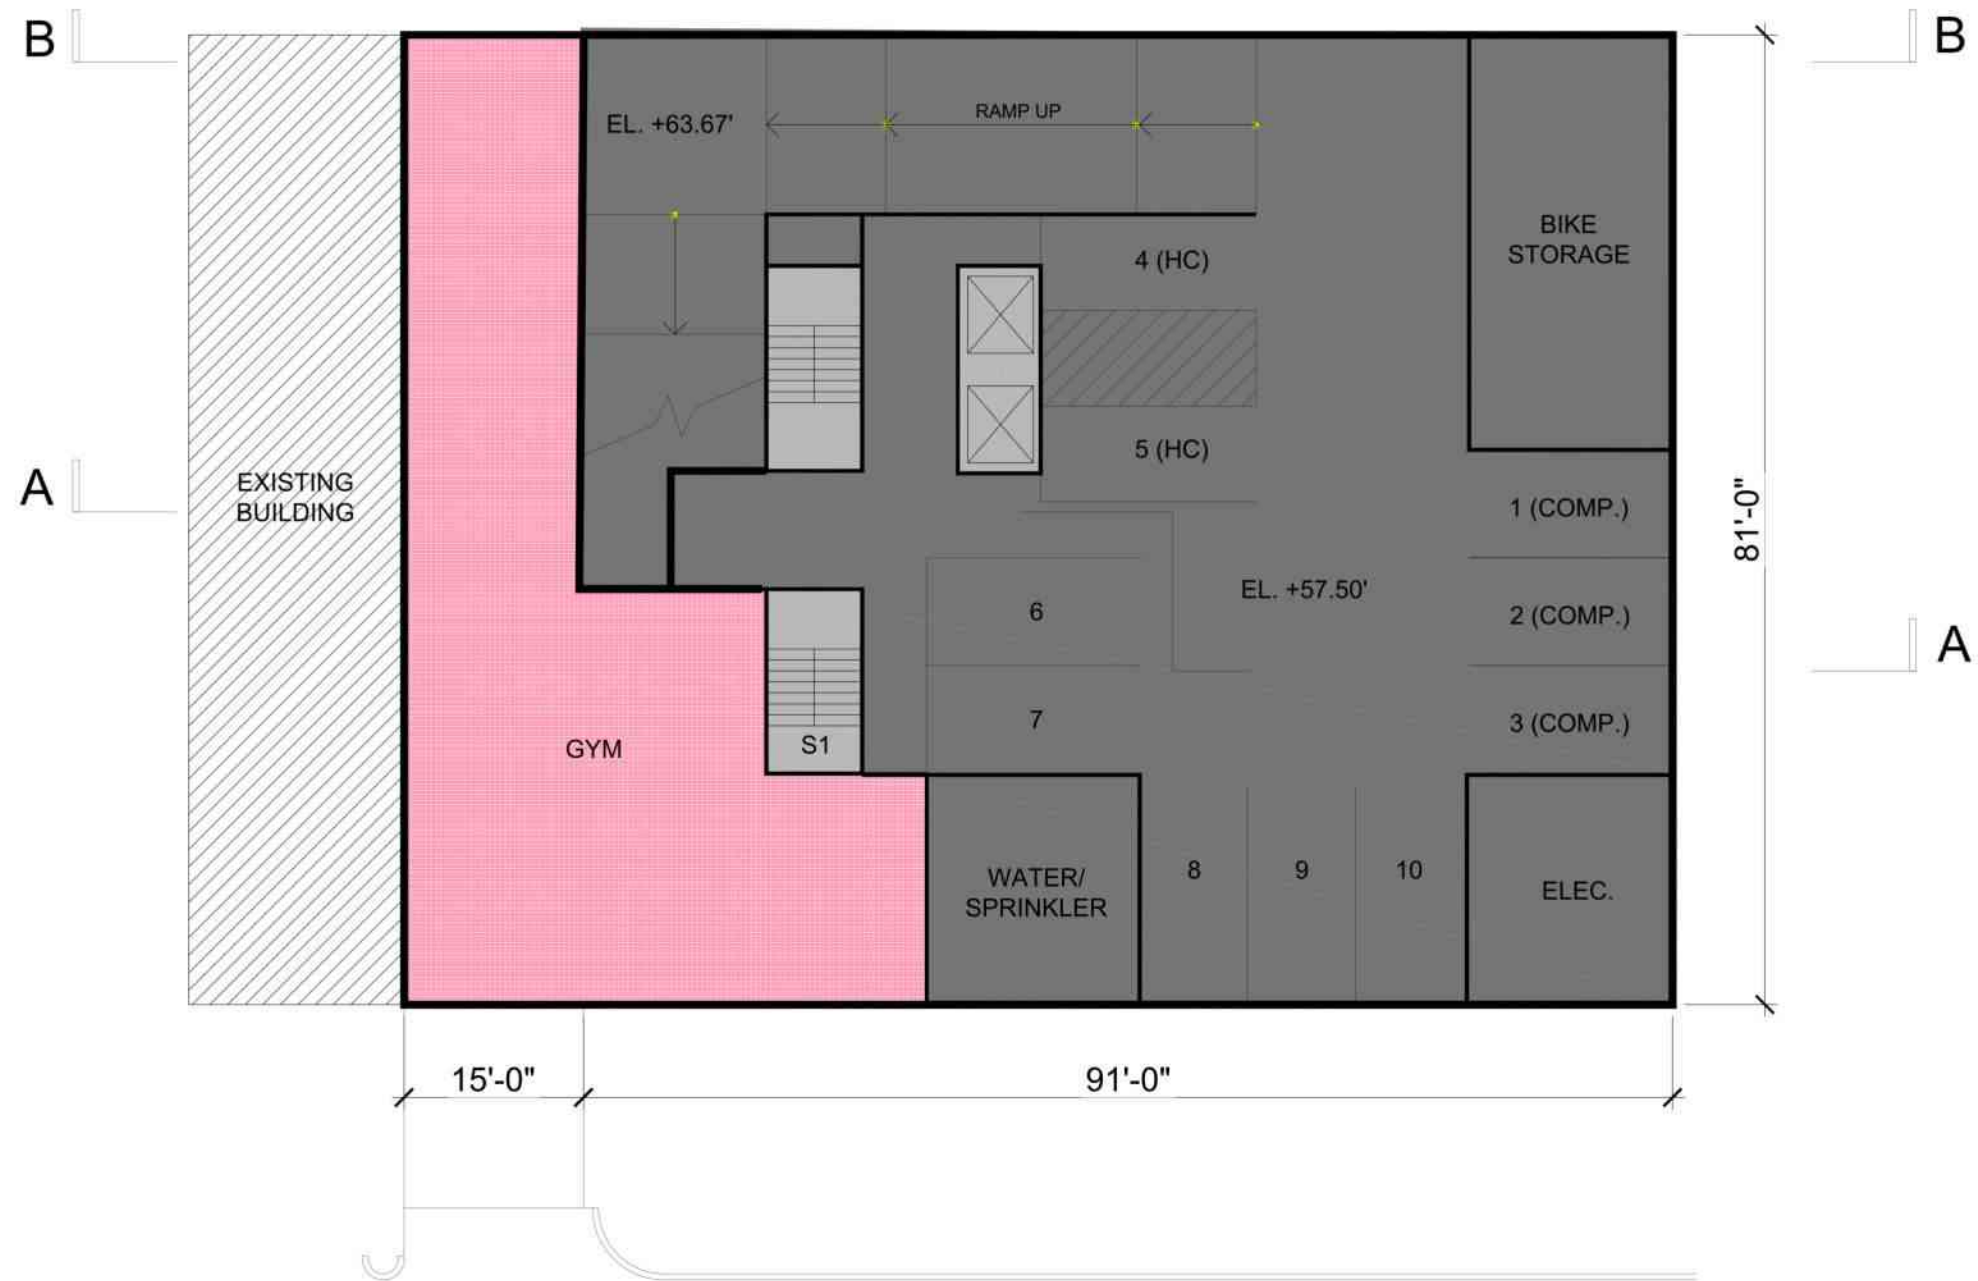 B
B
EL. +63.67'
RAMP UP
BIKE
STORAGE
4 (HC)
5 (HC)
A
EXISTING
BUILDING
1 (COMP.)
81'-0"
EL. +57.50'
6
2 (COMP.)
A
7
3 (COMP.)
GYM
S1
WATER/
SPRINKLER
8
9
10
ELEC.
15'-0"
91'-0"